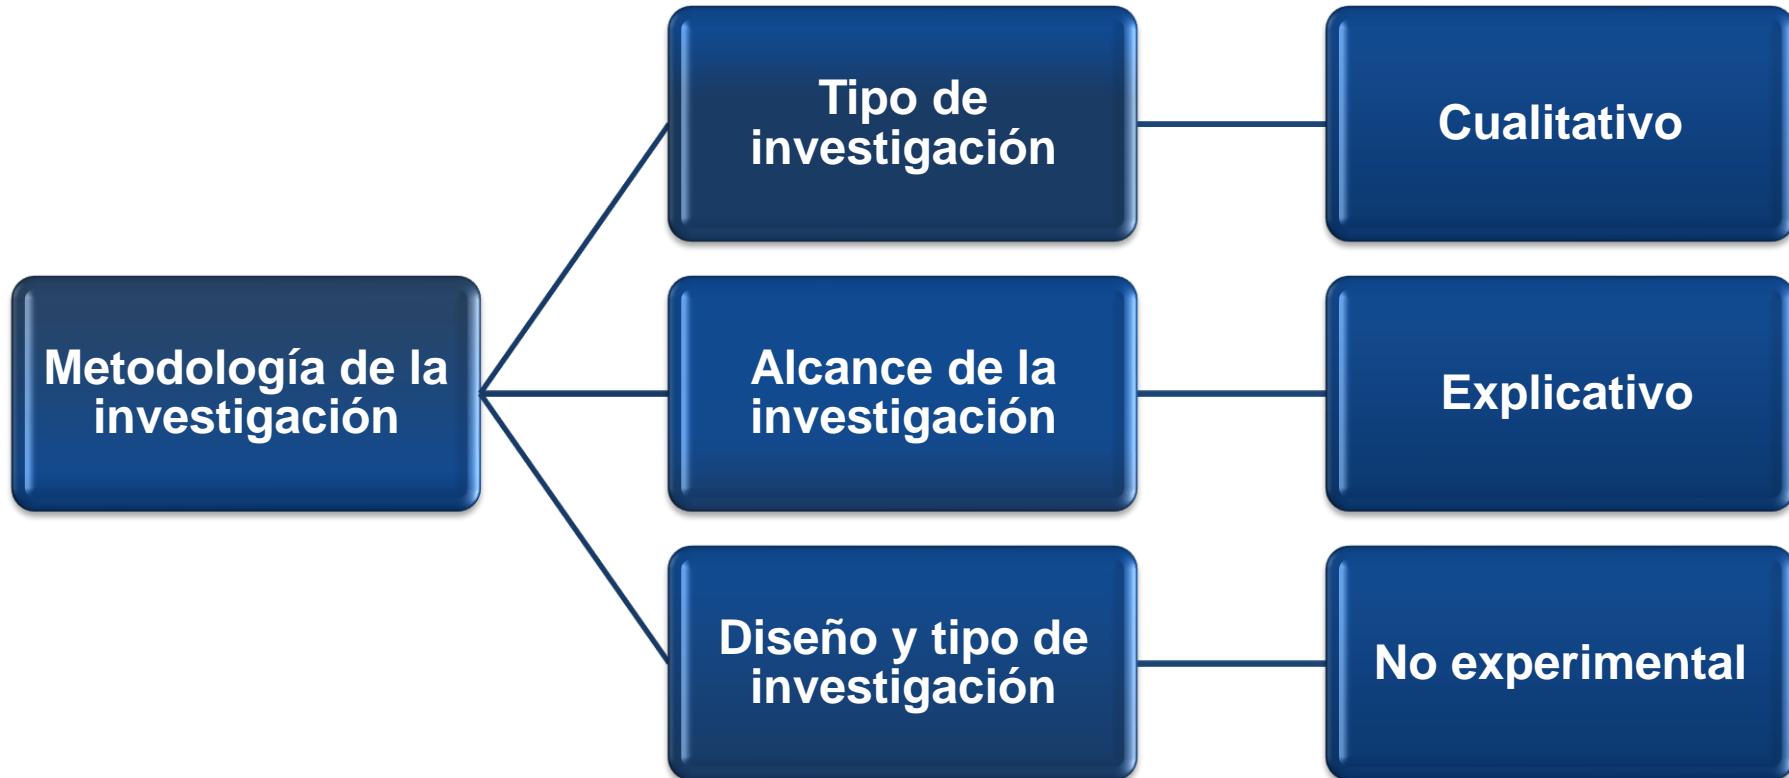 Metodología de la
investigación
Tipo de
investigación
Cualitativo
Alcance de la
investigación
Explicativo
Diseño y tipo de
investigación
No experimental